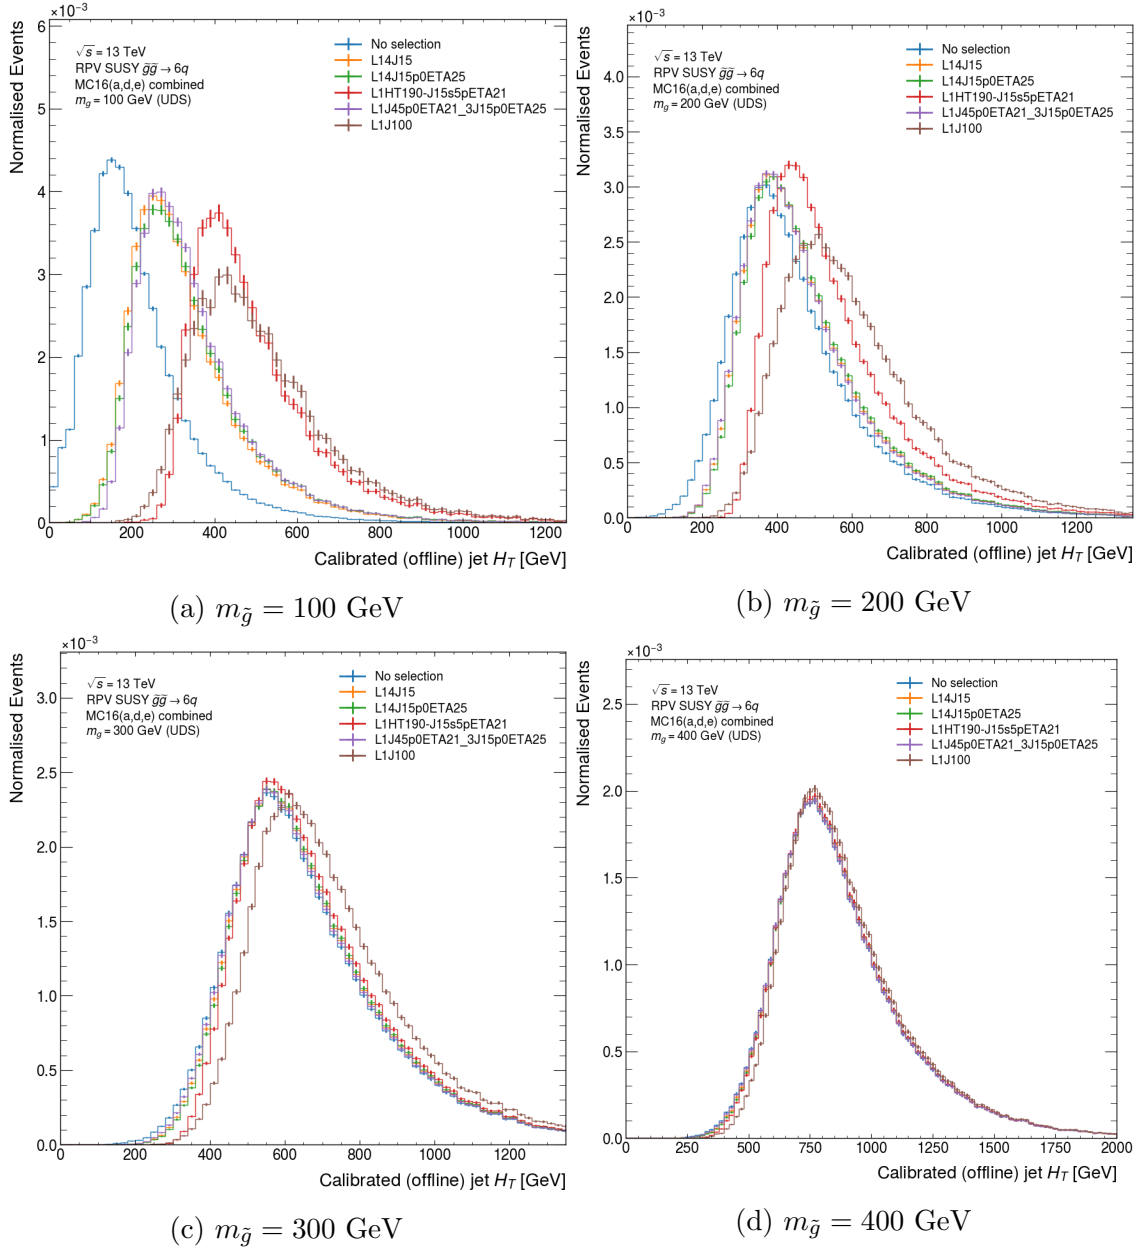 ×10⁻³
Normalised Events
√s = 13 TeV
RPV SUSY g̃g̃ → 6q
MC16(a,d,e) combined
m_g = 100 GeV (UDS)
No selection
L14J15
L14J15p0ETA25
L1HT190-J15s5pETA21
L1J45p0ETA21_3J15p0ETA25
L1J100
6
5
4
3
2
1
0
0 200 400 600 800 1000 1200
Calibrated (offline) jet H_T [GeV]
(a) m_g̃ = 100 GeV
×10⁻³
Normalised Events
√s = 13 TeV
RPV SUSY g̃g̃ → 6q
MC16(a,d,e) combined
m_g = 200 GeV (UDS)
No selection
L14J15
L14J15p0ETA25
L1HT190-J15s5pETA21
L1J45p0ETA21_3J15p0ETA25
L1J100
4.0
3.5
3.0
2.5
2.0
1.5
1.0
0.5
0.0
0 200 400 600 800 1000 1200
Calibrated (offline) jet H_T [GeV]
(b) m_g̃ = 200 GeV
×10⁻³
Normalised Events
√s = 13 TeV
RPV SUSY g̃g̃ → 6q
MC16(a,d,e) combined
m_g = 300 GeV (UDS)
No selection
L14J15
L14J15p0ETA25
L1HT190-J15s5pETA21
L1J45p0ETA21_3J15p0ETA25
L1J100
3.0
2.5
2.0
1.5
1.0
0.5
0.0
0 200 400 600 800 1000 1200
Calibrated (offline) jet H_T [GeV]
(c) m_g̃ = 300 GeV
×10⁻³
Normalised Events
√s = 13 TeV
RPV SUSY g̃g̃ → 6q
MC16(a,d,e) combined
m_g = 400 GeV (UDS)
No selection
L14J15
L14J15p0ETA25
L1HT190-J15s5pETA21
L1J45p0ETA21_3J15p0ETA25
L1J100
2.5
2.0
1.5
1.0
0.5
0.0
0 250 500 750 1000 1250 1500 1750 2000
Calibrated (offline) jet H_T [GeV]
(d) m_g̃ = 400 GeV